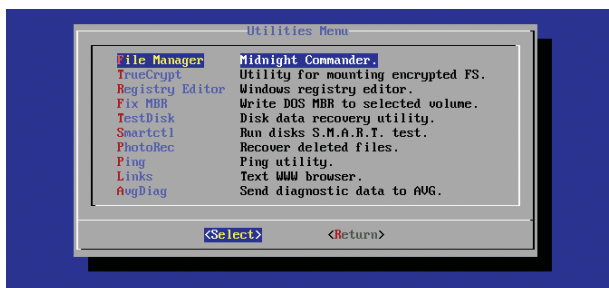 Utilities Menu
File Manager Midnight Commander.
TrueCrypt Utility for mounting encrypted FS.
Registry Editor Windows registry editor.
Fix MBR Write DOS MBR to selected volume.
TestDisk Disk data recovery utility.
Smartctl Run disks S.M.A.R.T. test.
PhotoRec Recover deleted files.
Ping Ping utility.
Links Text WWW browser.
AvgDiag Send diagnostic data to AVG.
<Select> <Return>